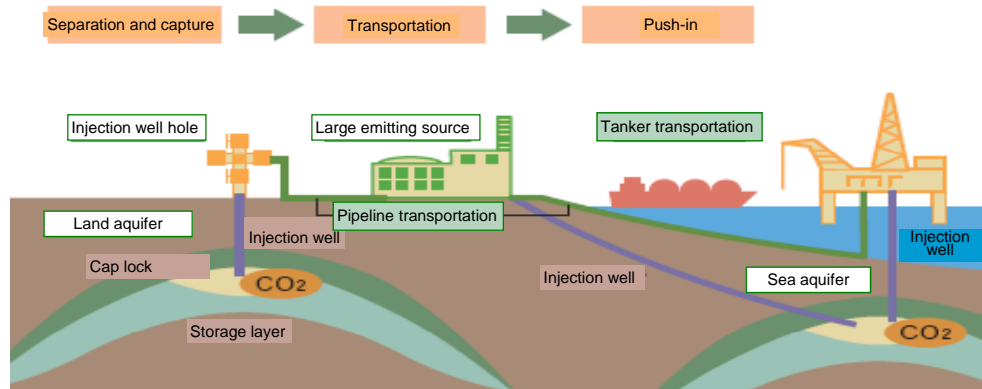 Separation and capture
Transportation
Push-in
Injection well hole
Large emitting source
Tanker transportation
Pipeline transportation
Land aquifer
Injection well
Injection
well
Cap lock
Injection well
Sea aquifer
CO2
Storage layer
CO2